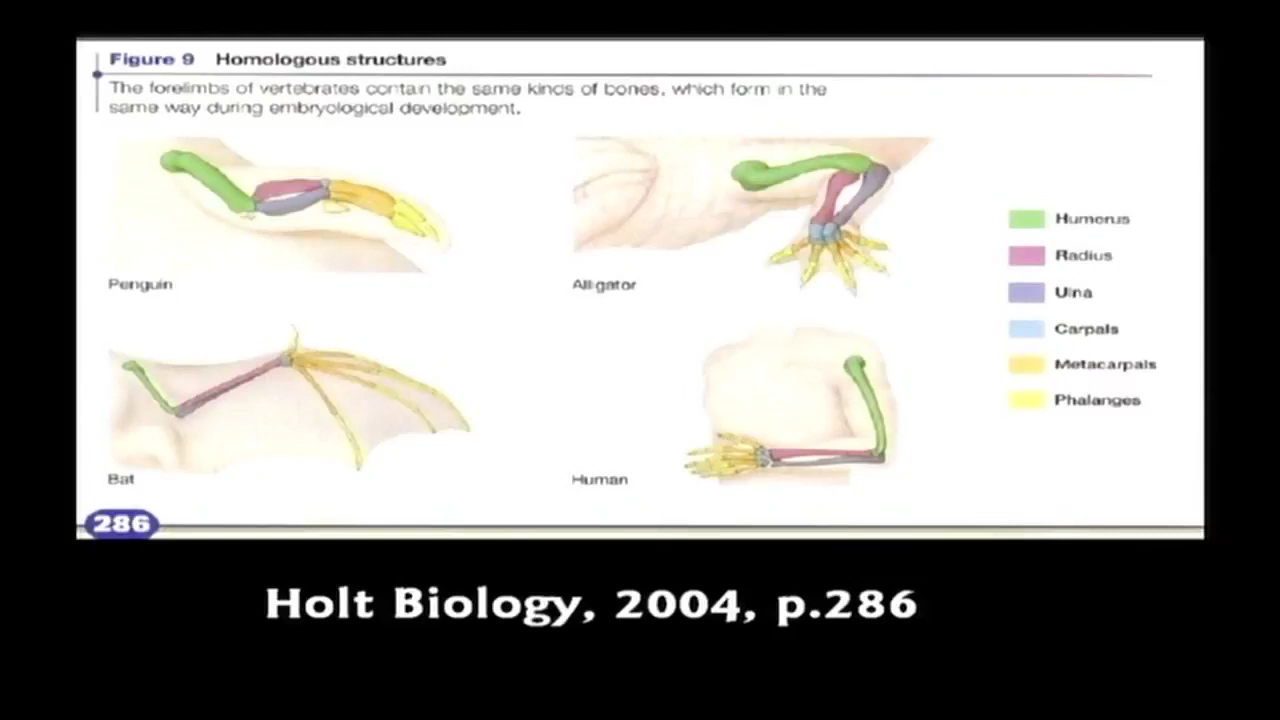 Figure 9 Homologous structures
The forelimbs of vertebrates contain the same kinds of bones, which form in the
same way during embryological development.
Penguin
Alligator
Humerus
Radius
Ulna
Carpals
Metacarpals
Phalanges
Bat
Human
286
Holt Biology, 2004, p.286